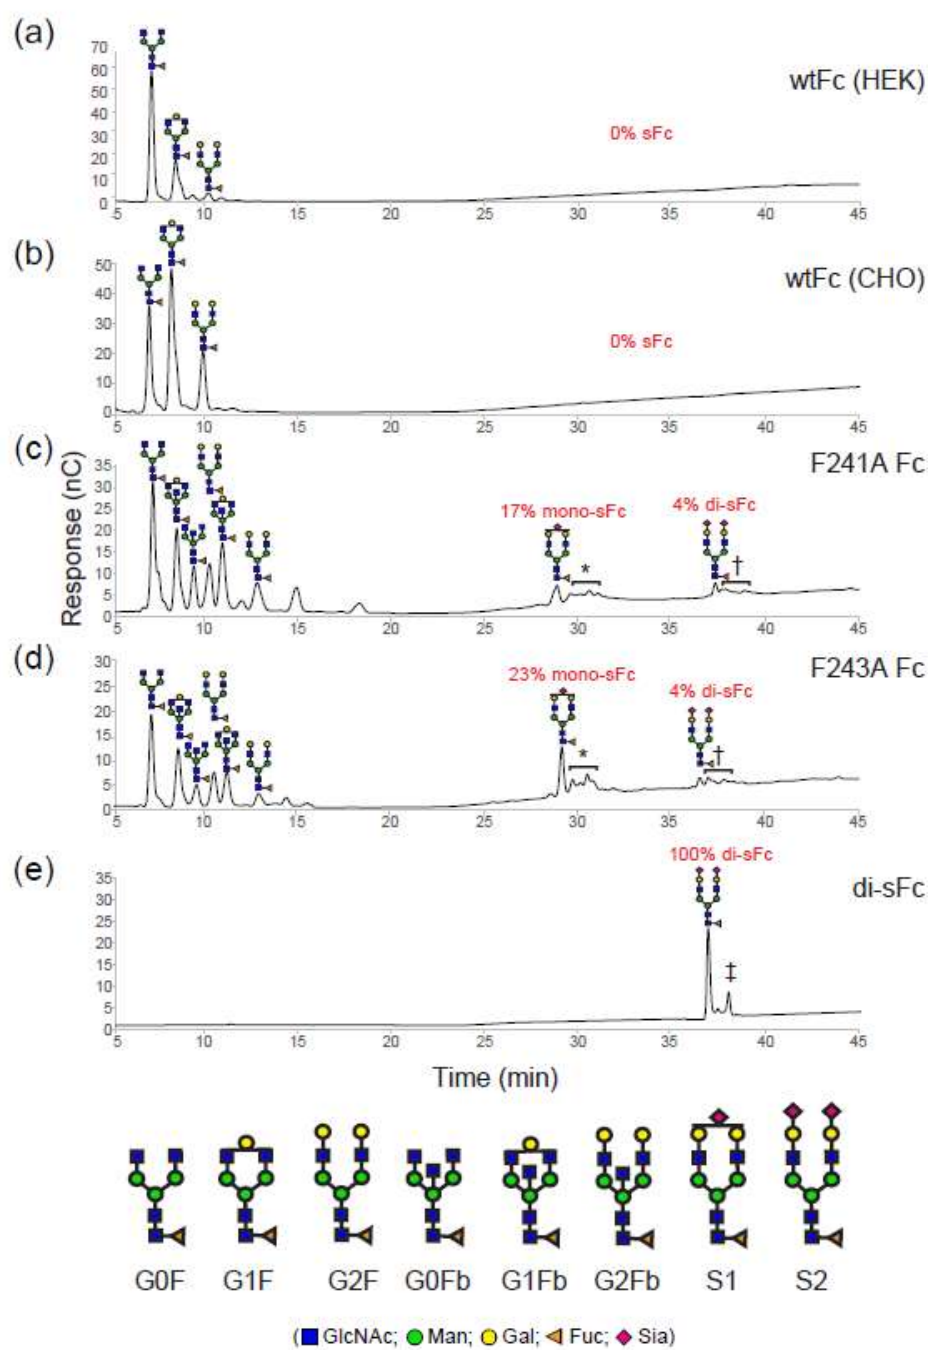 (a)
wtFc (HEK)
0% sFc
70
60
50
40
30
20
10
0
5 10 15 20 25 30 35 40 45
(b)
wtFc (CHO)
0% sFc
50
40
30
20
10
0
5 10 15 20 25 30 35 40 45
(c)
F241A Fc
17% mono-sFc
4% di-sFc
*
†
35
30
25
20
15
10
5
0
5 10 15 20 25 30 35 40 45
Response (nC)
(d)
F243A Fc
23% mono-sFc
4% di-sFc
*
†
30
25
20
15
10
5
0
5 10 15 20 25 30 35 40 45
(e)
100% di-sFc
di-sFc
‡
35
30
25
20
15
10
5
0
5 10 15 20 25 30 35 40 45
Time (min)
G0F G1F G2F G0Fb G1Fb G2Fb S1 S2
(GlcNAc; Man; Gal; Fuc; Sia)